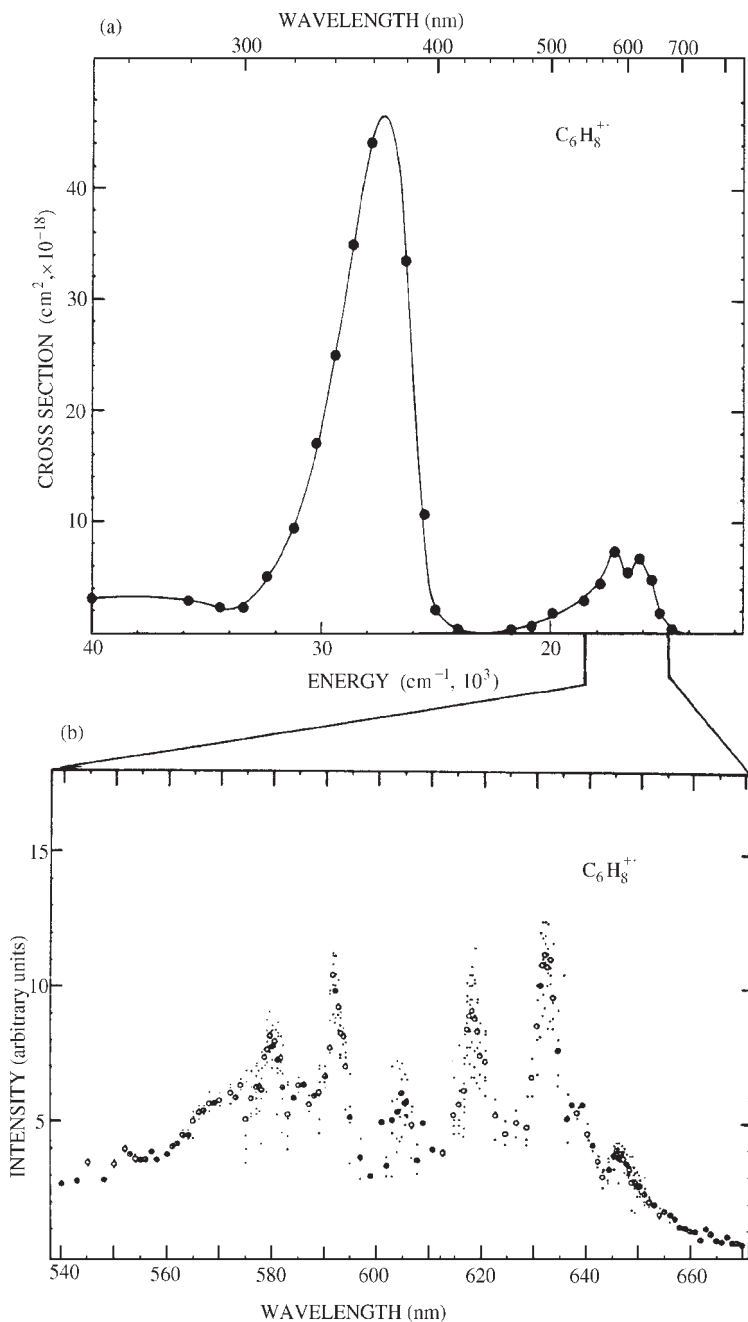 WAVELENGTH (nm)
(a)
300 400 500 600 700
C₆H₈⁺·
CROSS SECTION (cm², ×10⁻¹⁸)
40
30
20
10
40 30 20
ENERGY (cm⁻¹, 10³)
(b)
C₆H₈⁺·
INTENSITY (arbitrary units)
15
10
5
540 560 580 600 620 640 660
WAVELENGTH (nm)